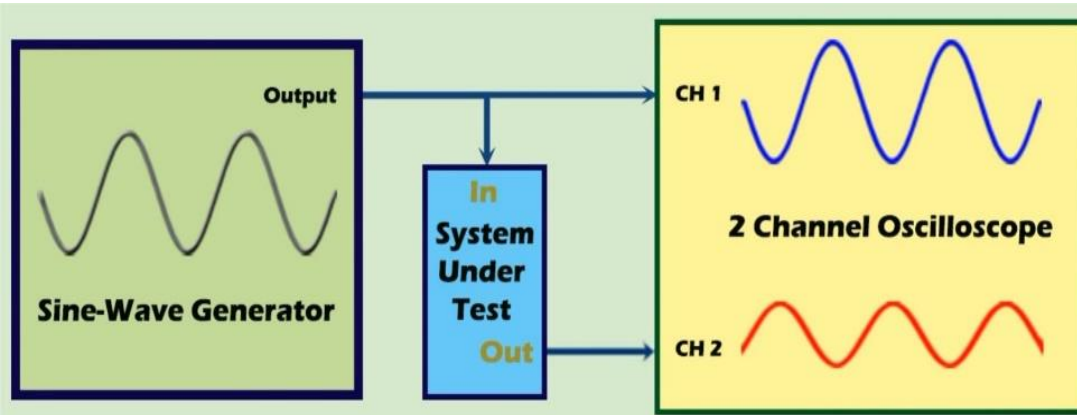 Output
Sine-Wave Generator
In
System
Under
Test
Out
CH 1
2 Channel Oscilloscope
CH 2